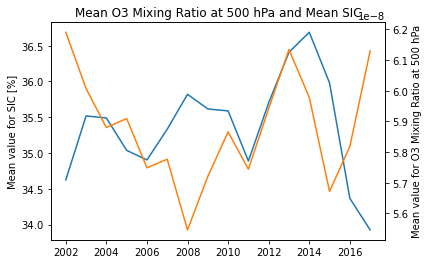 Mean O3 Mixing Ratio at 500 hPa and Mean SIC
1e−8
Mean value for SIC [%]
36.5
36.0
35.5
35.0
34.5
34.0
6.2
6.1
6.0
5.9
5.8
5.7
5.6
Mean value for O3 Mixing Ratio at 500 hPa
2002 2004 2006 2008 2010 2012 2014 2016